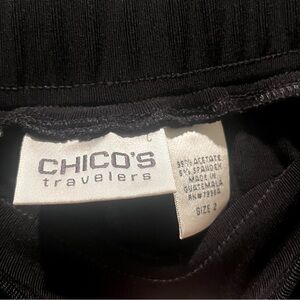 CHICO'S
travelers
95% ACETATE
5% SPANDEX
MADE IN
GUATEMALA
SIZE 2